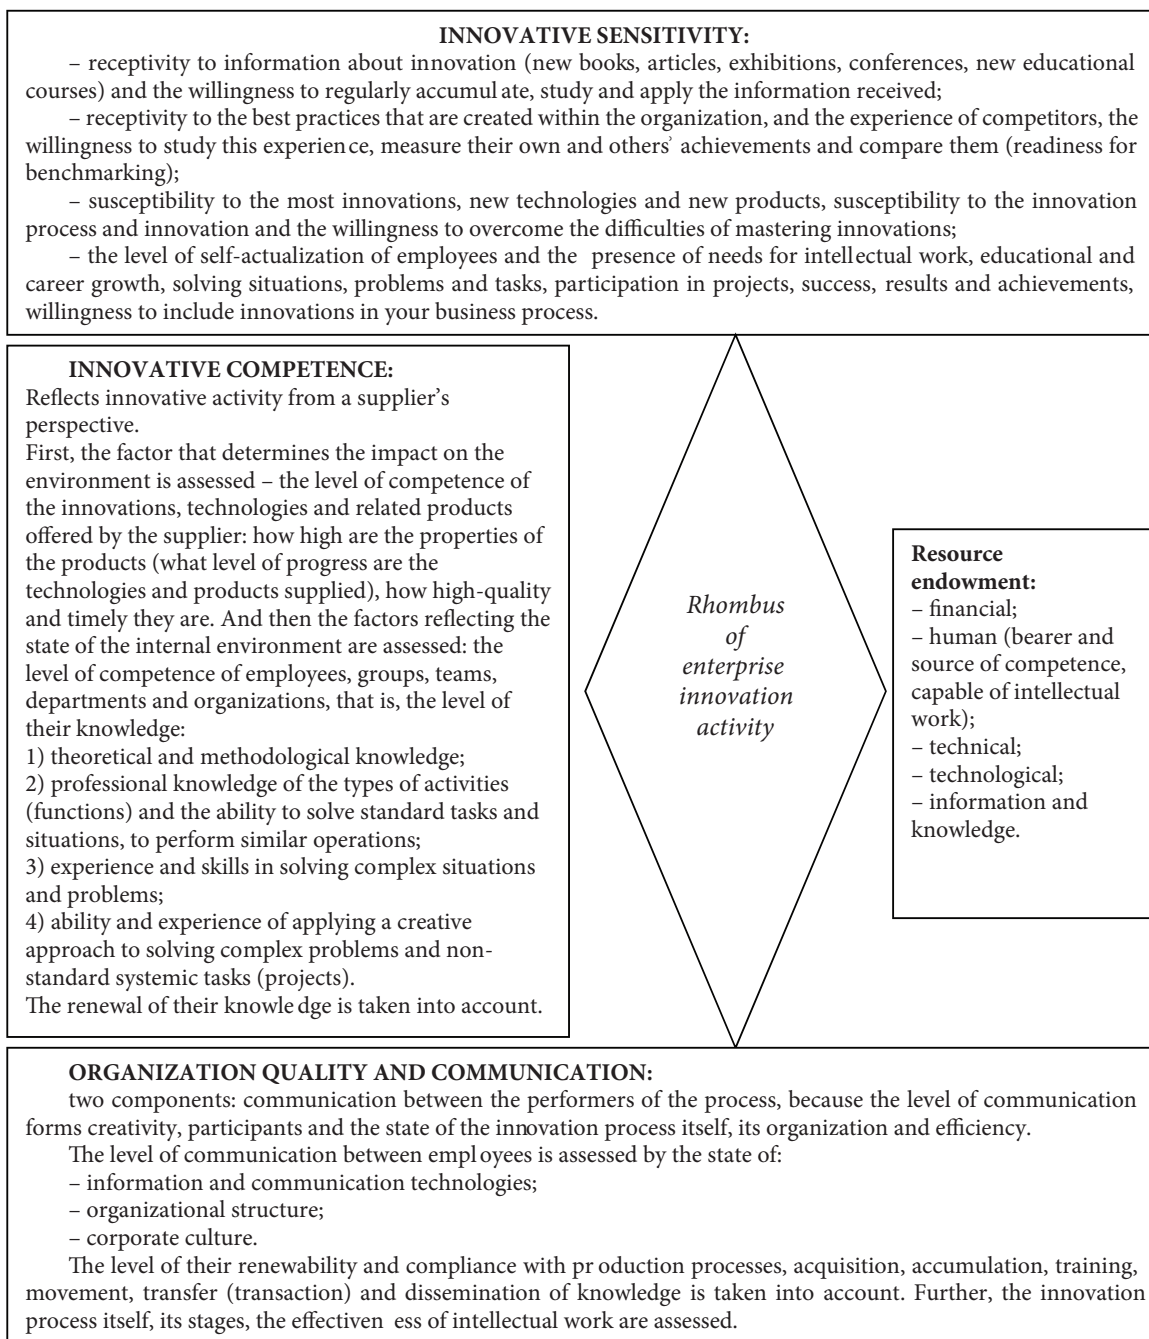 INNOVATIVE SENSITIVITY:
– receptivity to information about innovation (new books, articles, exhibitions, conferences, new educational
courses) and the willingness to regularly accumulate, study and apply the information received;
– receptivity to the best practices that are created within the organization, and the experience of competitors, the
willingness to study this experience, measure their own and others’ achievements and compare them (readiness for
benchmarking);
– susceptibility to the most innovations, new technologies and new products, susceptibility to the innovation
process and innovation and the willingness to overcome the difficulties of mastering innovations;
– the level of self-actualization of employees and the presence of needs for intellectual work, educational and
career growth, solving situations, problems and tasks, participation in projects, success, results and achievements,
willingness to include innovations in your business process.
INNOVATIVE COMPETENCE:
Reflects innovative activity from a supplier’s
perspective.
First, the factor that determines the impact on the
environment is assessed – the level of competence of
the innovations, technologies and related products
offered by the supplier: how high are the properties of
the products (what level of progress are the
technologies and products supplied), how high-quality
and timely they are. And then the factors reflecting the
state of the internal environment are assessed: the
level of competence of employees, groups, teams,
departments and organizations, that is, the level of
their knowledge:
1) theoretical and methodological knowledge;
2) professional knowledge of the types of activities
(functions) and the ability to solve standard tasks and
situations, to perform similar operations;
3) experience and skills in solving complex situations
and problems;
4) ability and experience of applying a creative
approach to solving complex problems and non-
standard systemic tasks (projects).
The renewal of their knowledge is taken into account.
Rhombus
of
enterprise
innovation
activity
Resource
endowment:
– financial;
– human (bearer and
source of competence,
capable of intellectual
work);
– technical;
– technological;
– information and
knowledge.
ORGANIZATION QUALITY AND COMMUNICATION:
two components: communication between the performers of the process, because the level of communication
forms creativity, participants and the state of the innovation process itself, its organization and efficiency.
The level of communication between employees is assessed by the state of:
– information and communication technologies;
– organizational structure;
– corporate culture.
The level of their renewability and compliance with production processes, acquisition, accumulation, training,
movement, transfer (transaction) and dissemination of knowledge is taken into account. Further, the innovation
process itself, its stages, the effectiveness of intellectual work are assessed.